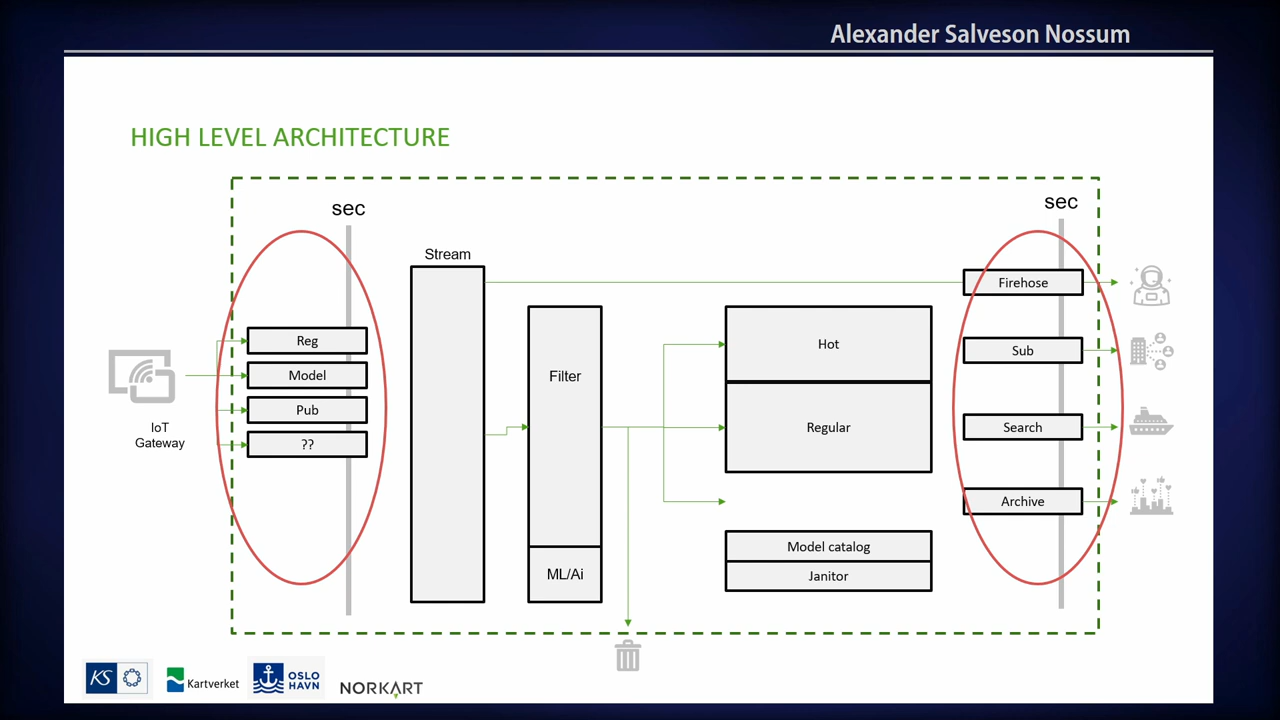 Alexander Salveson Nossum
HIGH LEVEL ARCHITECTURE
sec
sec
Stream
Firehose
Reg
Hot
Sub
Model
Filter
Pub
IoT
Gateway
Regular
Search
??
Archive
Model catalog
ML/Ai
Janitor
KS
Kartverket
OSLO
HAVN
NORKART